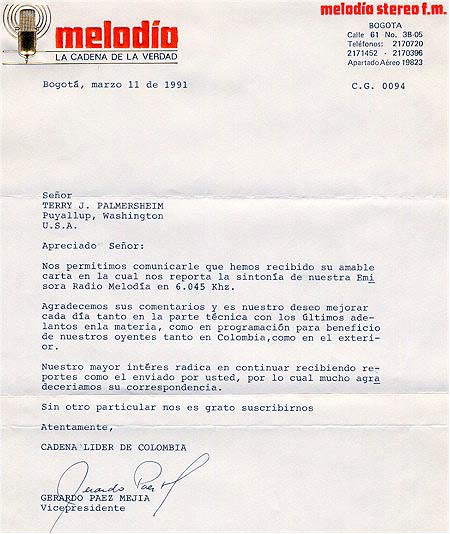 melodía
LA CADENA DE LA VERDAD
melodía stereo f.m.
BOGOTA
Calle 61 No. 3B-05
Teléfonos: 2170720
2171452 - 2170396
Apartado Aéreo 19823
Bogotá, marzo 11 de 1991
C.G. 0094
Señor
TERRY J. PALMERSHEIM
Puyallup, Washington
U.S.A.
Apreciado Señor:
Nos permitimos comunicarle que hemos recibido su amable
carta en la cual nos reporta la sintonía de nuestra Emi
sora Radio Melodía en 6.045 Khz.
Agradecemos sus comentarios y es nuestro deseo mejorar
cada día tanto en la parte técnica con los últimos ade-
lantos enla materia, como en programación para beneficio
de nuestros oyentes tanto en Colombia,como en el exteri-
or.
Nuestro mayor intéres radica en continuar recibiendo re-
portes como el enviado por usted, por lo cual mucho agra
deceriamos su correspondencia.
Sin otro particular nos es grato suscribirnos
Atentamente,
CADENA LIDER DE COLOMBIA
Gerardo Paez M
GERARDO PAEZ MEJIA
Vicepresidente